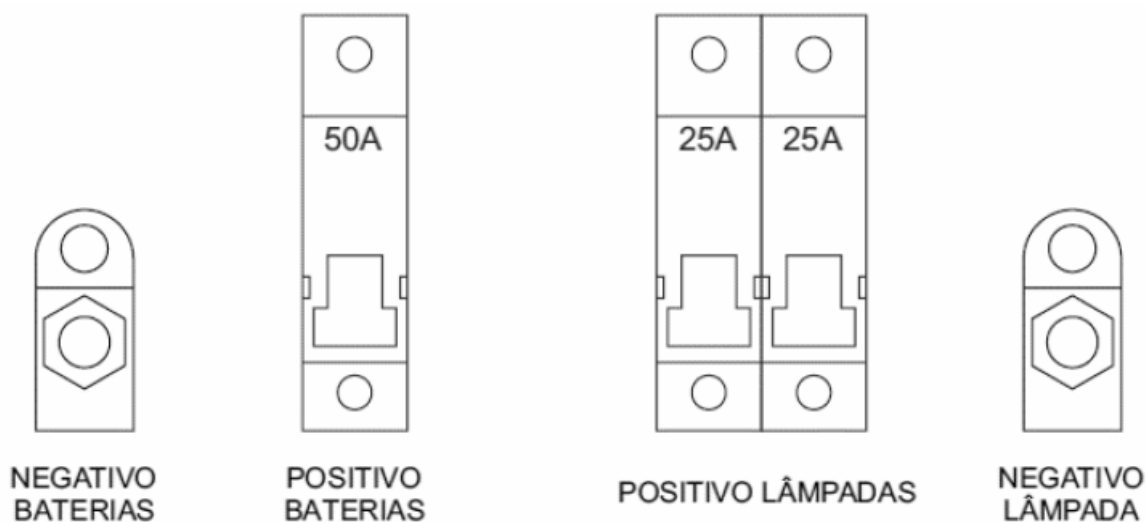 50A
25A
25A
NEGATIVO
BATERIAS
POSITIVO
BATERIAS
POSITIVO LÂMPADAS
NEGATIVO
LÂMPADA